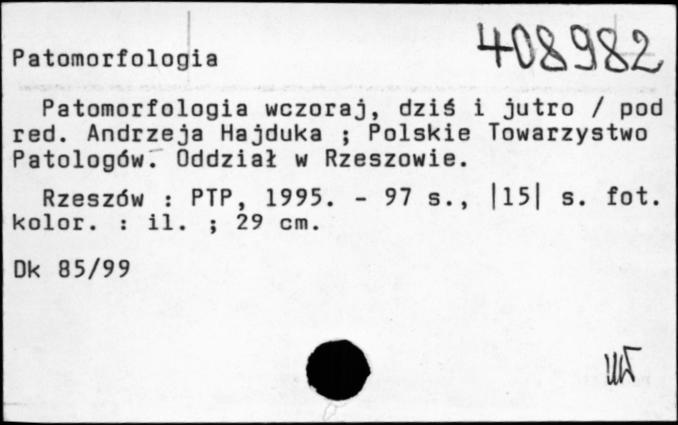 408982
Patomorfologia
Patomorfologia wczoraj, dziś i jutro / pod
red. Andrzeja Hajduka ; Polskie Towarzystwo
Patologów. Oddział w Rzeszowie.
Rzeszów : PTP, 1995. - 97 s., |15| s. fot.
kolor. : il. ; 29 cm.
Dk 85/99